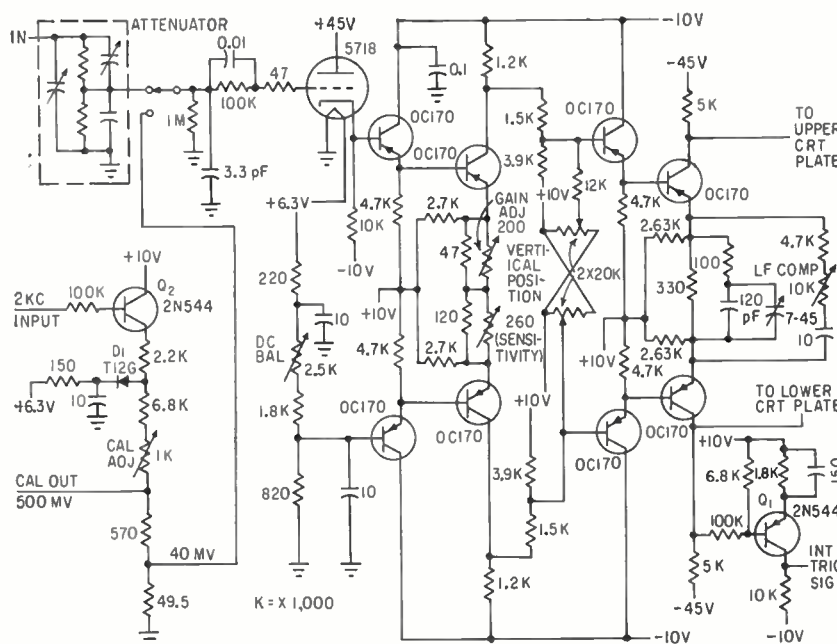 1N
ATTENUATOR
0.01
100K
47
1M
3.3 pF
+45V
5718
-10V
0.1
1.2K
OC170
OC170
1.5K
3.9K
OC170
12K
+10V
-45V
5K
TO
UPPER
CRT
PLATE
OC170
+6.3V
10K
-10V
4.7K
2.7K
GAIN
ADJ
200
47
VERTICAL
POSITION
2X20K
4.7K
2.63K
100
330
120
pF
7-45
4.7K
LF COMP
10K
10
220
10
DC
BAL
2.5K
1.8K
820
10
+10V
120
260
(SENSITIVITY)
4.7K
2.7K
OC170
OC170
+10V
3.9K
1.5K
1.2K
-10V
+10V
2.63K
4.7K
OC170
OC170
TO LOWER
CRT PLATE
+10V
6.8K
1.8K
150
Q1
2N544
100K
5K
-45V
INT
TRIG
SIG
10K
-10V
2KC
INPUT
100K
+10V
Q2
2N544
2.2K
D1
T12G
150
+6.3V
10
6.8K
CAL
ADJ
1K
CAL OUT
500 MV
570
40 MV
49.5
K = X 1,000